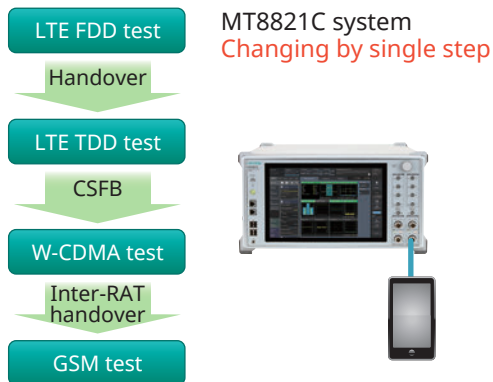 LTE FDD test
Handover
LTE TDD test
CSFB
W-CDMA test
Inter-RAT
handover
GSM test
MT8821C system
Changing by single step